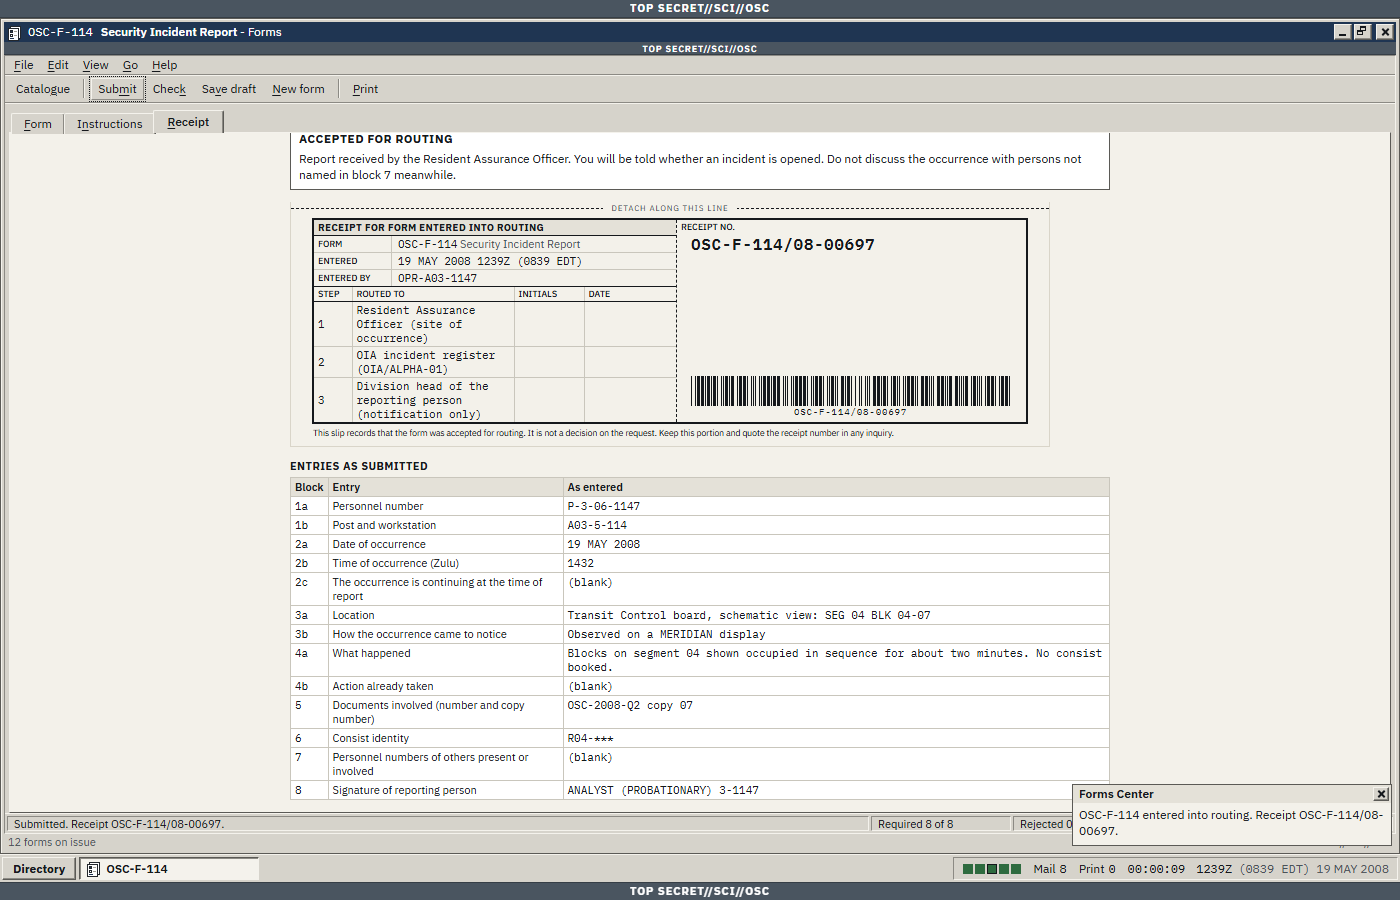 TOP SECRET//SCI//OSC
OSC-F-114 Security Incident Report - Forms
TOP SECRET//SCI//OSC
File Edit View Go Help
Catalogue Submit Check Save draft New form Print
Form Instructions Receipt
ACCEPTED FOR ROUTING
Report received by the Resident Assurance Officer. You will be told whether an incident is opened. Do not discuss the occurrence with persons not
named in block 7 meanwhile.
DETACH ALONG THIS LINE
RECEIPT FOR FORM ENTERED INTO ROUTING
FORM OSC-F-114 Security Incident Report
ENTERED 19 MAY 2008 1239Z (0839 EDT)
ENTERED BY OPR-A03-1147
STEP ROUTED TO INITIALS DATE
1 Resident Assurance
Officer (site of
occurrence)
2 OIA incident register
(OIA/ALPHA-01)
3 Division head of the
reporting person
(notification only)
RECEIPT NO.
OSC-F-114/08-00697
OSC-F-114/08-00697
This slip records that the form was accepted for routing. It is not a decision on the request. Keep this portion and quote the receipt number in any inquiry.
ENTRIES AS SUBMITTED
Block Entry As entered
1a Personnel number P-3-06-1147
1b Post and workstation A03-5-114
2a Date of occurrence 19 MAY 2008
2b Time of occurrence (Zulu) 1432
2c The occurrence is continuing at the time of
report (blank)
3a Location Transit Control board, schematic view: SEG 04 BLK 04-07
3b How the occurrence came to notice Observed on a MERIDIAN display
4a What happened Blocks on segment 04 shown occupied in sequence for about two minutes. No consist
booked.
4b Action already taken (blank)
5 Documents involved (number and copy
number) OSC-2008-Q2 copy 07
6 Consist identity R04-***
7 Personnel numbers of others present or
involved (blank)
8 Signature of reporting person ANALYST (PROBATIONARY) 3-1147
Forms Center
OSC-F-114 entered into routing. Receipt OSC-F-114/08-
00697.
Submitted. Receipt OSC-F-114/08-00697. Required 8 of 8 Rejected 0
12 forms on issue
Directory OSC-F-114 Mail 8 Print 0 00:00:09 1239Z (0839 EDT) 19 MAY 2008
TOP SECRET//SCI//OSC